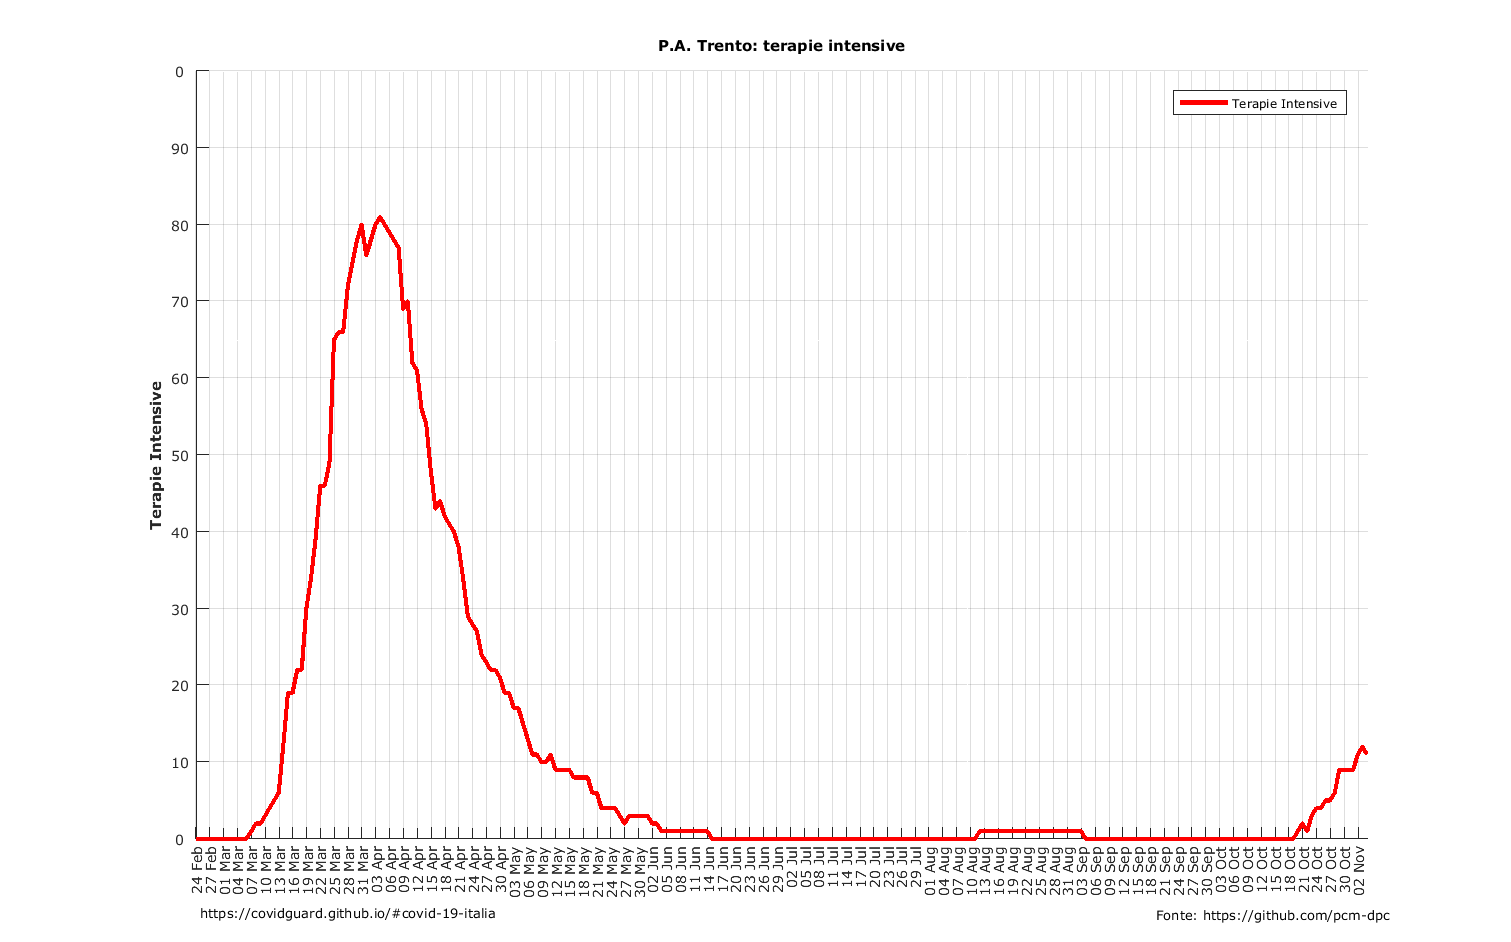 P.A. Trento: terapie intensive
0
Terapie Intensive
90
80
70
60
50
40
30
20
10
0
Terapie Intensive
24 Feb
27 Feb
01 Mar
04 Mar
07 Mar
10 Mar
13 Mar
16 Mar
19 Mar
22 Mar
25 Mar
28 Mar
31 Mar
03 Apr
06 Apr
09 Apr
12 Apr
15 Apr
18 Apr
21 Apr
24 Apr
27 Apr
30 Apr
03 May
06 May
09 May
12 May
15 May
18 May
21 May
24 May
27 May
30 May
02 Jun
05 Jun
08 Jun
11 Jun
14 Jun
17 Jun
20 Jun
23 Jun
26 Jun
29 Jun
02 Jul
05 Jul
08 Jul
11 Jul
14 Jul
17 Jul
20 Jul
23 Jul
26 Jul
29 Jul
01 Aug
04 Aug
07 Aug
10 Aug
13 Aug
16 Aug
19 Aug
22 Aug
25 Aug
28 Aug
31 Aug
03 Sep
06 Sep
09 Sep
12 Sep
15 Sep
18 Sep
21 Sep
24 Sep
27 Sep
30 Sep
03 Oct
06 Oct
09 Oct
12 Oct
15 Oct
18 Oct
21 Oct
24 Oct
27 Oct
30 Oct
02 Nov
https://covidguard.github.io/#covid-19-italia
Fonte: https://github.com/pcm-dpc